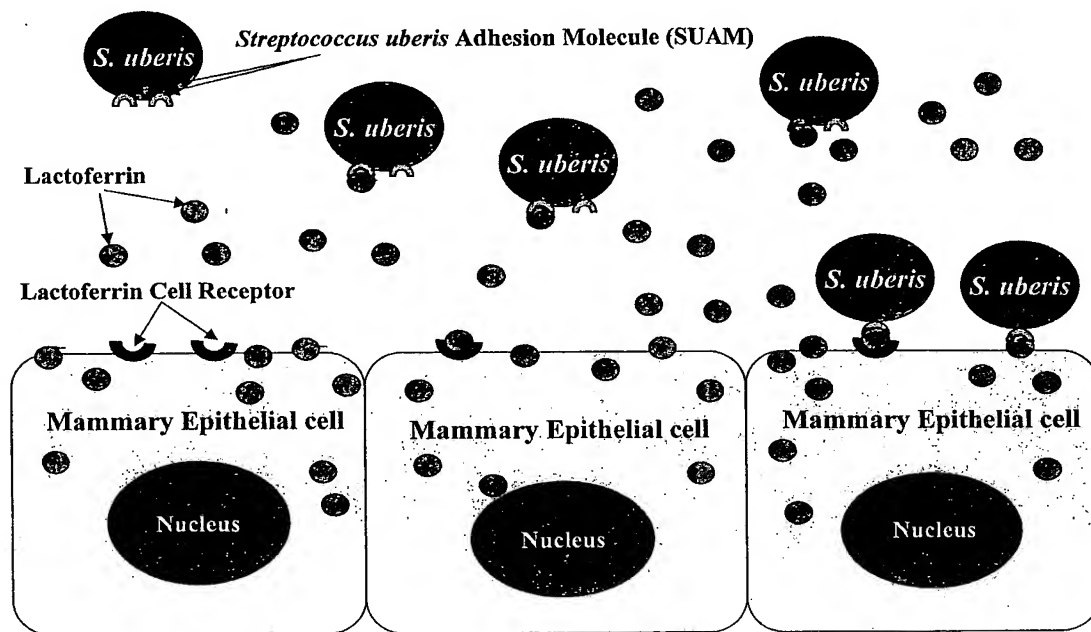 S. uberis
Streptococcus uberis Adhesion Molecule (SUAM)
S. uberis
S. uberis
S. uberis
Lactoferrin
Lactoferrin Cell Receptor
S. uberis
S. uberis
Mammary Epithelial cell
Mammary Epithelial cell
Mammary Epithelial cell
Nucleus
Nucleus
Nucleus